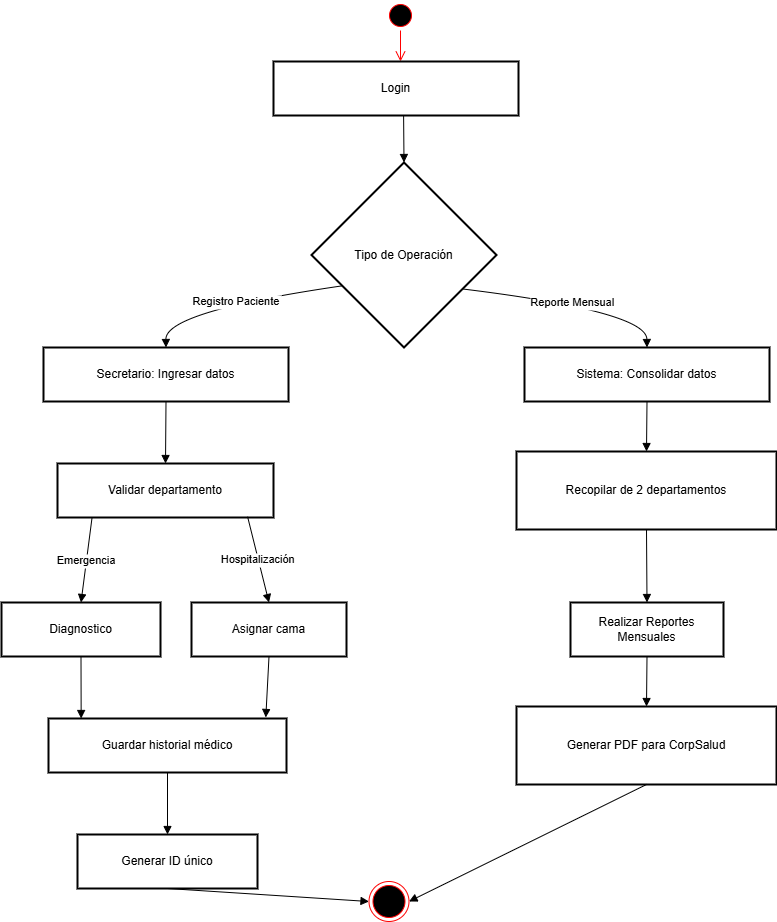 Login
Tipo de Operación
Registro Paciente
Reporte Mensual
Secretario: Ingresar datos
Sistema: Consolidar datos
Validar departamento
Recopilar de 2 departamentos
Emergencia
Hospitalización
Diagnostico
Asignar cama
Realizar Reportes
Mensuales
Guardar historial médico
Generar PDF para CorpSalud
Generar ID único